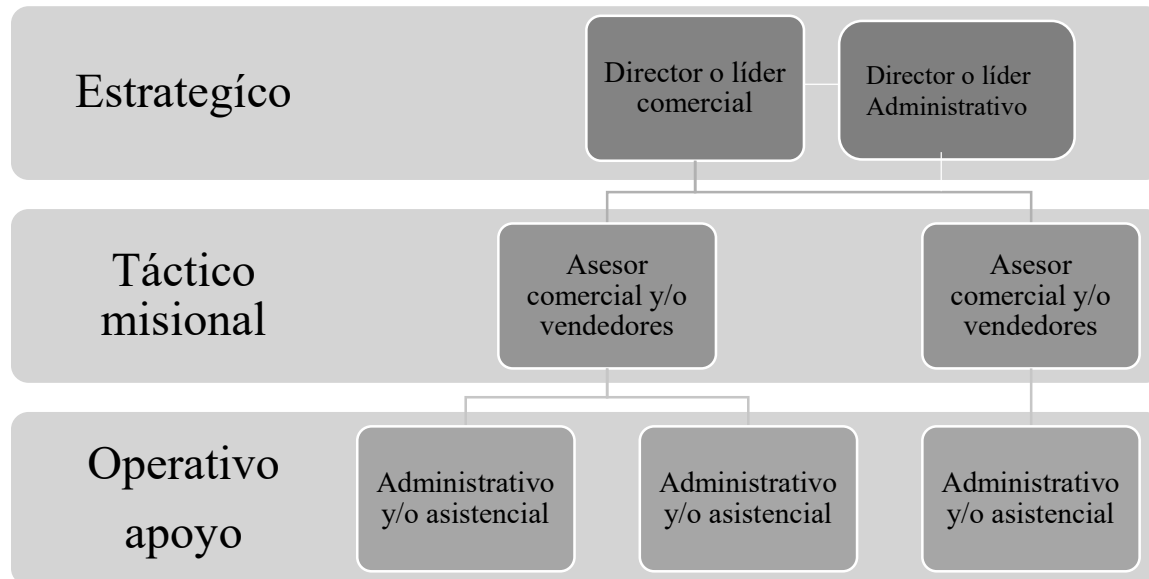 Estrategíco
Director o líder
comercial
Director o líder
Administrativo
Táctico
misional
Asesor
comercial y/o
vendedores
Asesor
comercial y/o
vendedores
Operativo
apoyo
Administrativo
y/o asistencial
Administrativo
y/o asistencial
Administrativo
y/o asistencial